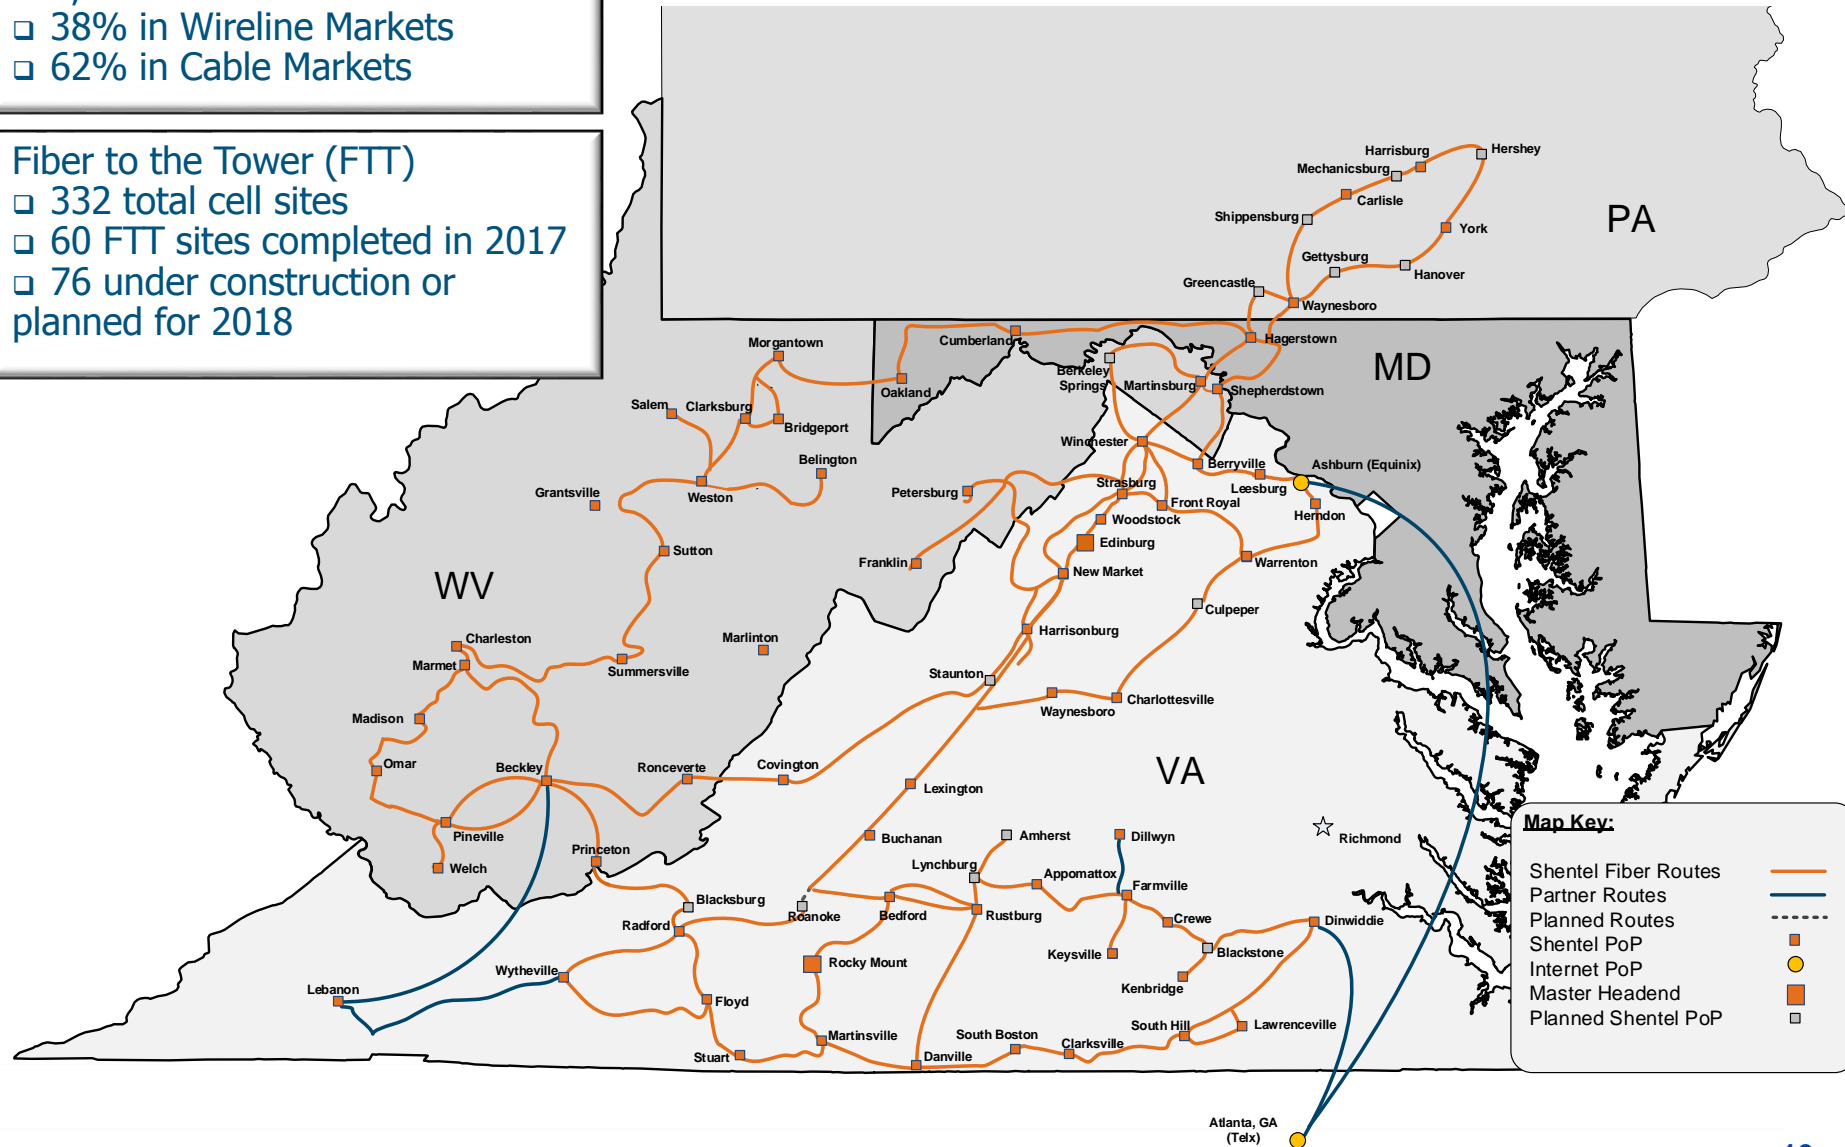 38% in Wireline Markets
62% in Cable Markets
Fiber to the Tower (FTT)
332 total cell sites
60 FTT sites completed in 2017
76 under construction or
planned for 2018
Harrisburg
Hershey
Mechanicsburg
Carlisle
Shippensburg
PA
York
Gettysburg
Hanover
Greencastle
Waynesboro
Morgantown
Cumberland
Hagerstown
MD
Berkeley
Springs
Martinsburg
Shepherdstown
Oakland
Salem
Clarksburg
Bridgeport
Winchester
Belington
Berryville
Ashburn (Equinix)
Leesburg
Grantsville
Weston
Petersburg
Strasburg
Front Royal
Herndon
Woodstock
Edinburg
Sutton
Franklin
New Market
Warrenton
WV
Culpeper
Charleston
Marlinton
Harrisonburg
Marmet
Summersville
Staunton
Madison
Waynesboro
Charlottesville
Omar
Beckley
Ronceverte
Covington
VA
Lexington
Pineville
Buchanan
Amherst
Dillwyn
Richmond
Princeton
Welch
Lynchburg
Appomattox
Farmville
Blacksburg
Roanoke
Bedford
Rustburg
Crewe
Dinwiddie
Radford
Keysville
Blackstone
Wytheville
Rocky Mount
Kenbridge
Lebanon
Floyd
Martinsville
South Boston
South Hill
Lawrenceville
Stuart
Danville
Clarksville
Atlanta, GA
(Telx)
Map Key:
Shentel Fiber Routes
Partner Routes
Planned Routes
Shentel PoP
Internet PoP
Master Headend
Planned Shentel PoP